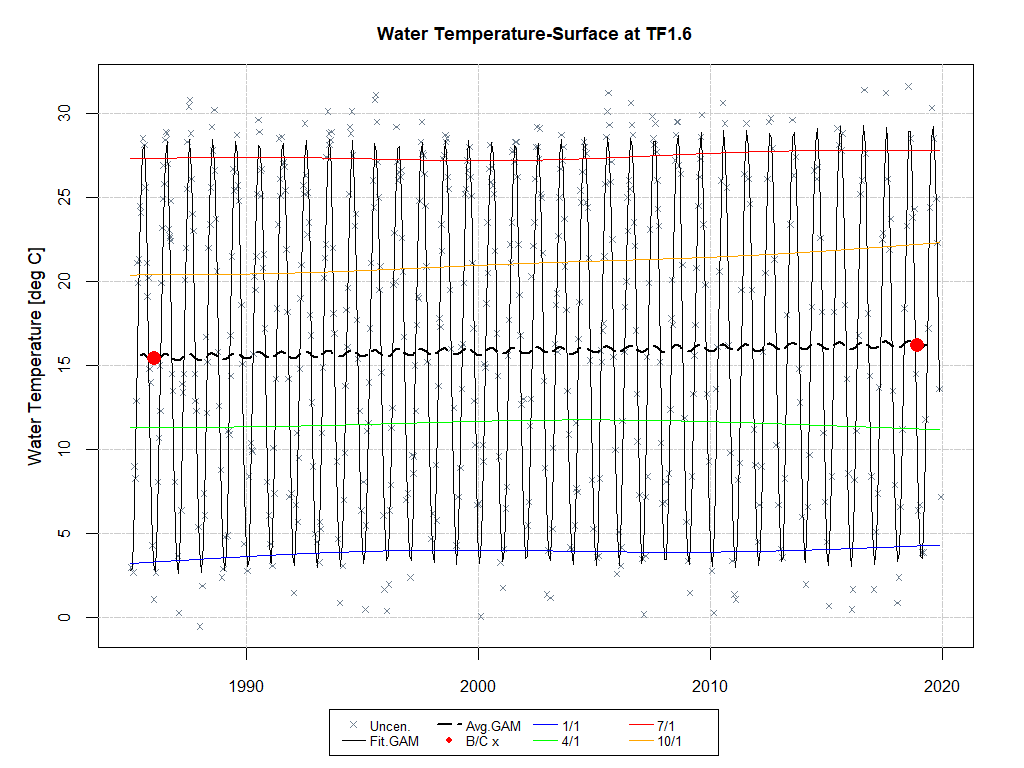 Water Temperature-Surface at TF1.6
Water Temperature [deg C]
30
25
20
15
10
5
0
1990 2000 2010 2020
Uncen. Avg.GAM 1/1 7/1
Fit.GAM B/C x 4/1 10/1